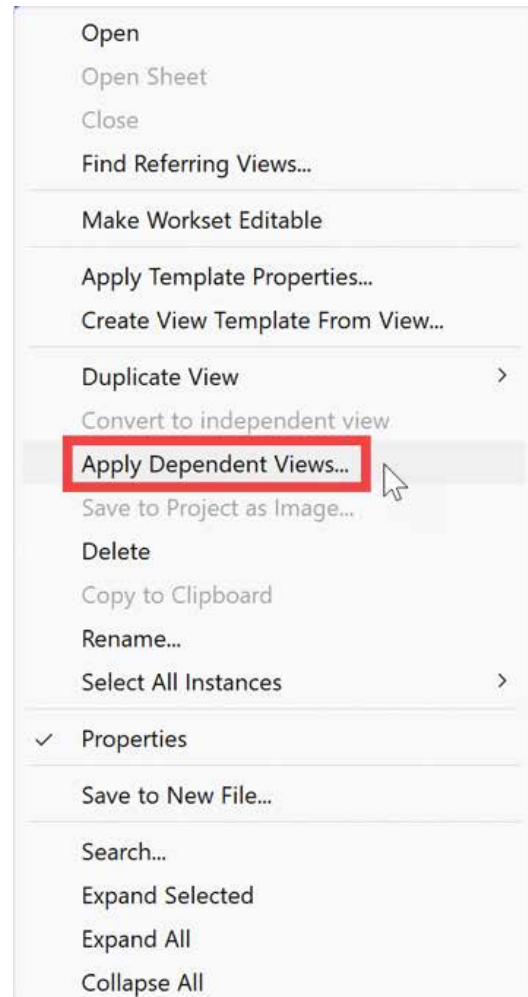 Open
Open Sheet
Close
Find Referring Views...
Make Workset Editable
Apply Template Properties...
Create View Template From View...
Duplicate View
Convert to independent view
Apply Dependent Views...
Save to Project as Image...
Delete
Copy to Clipboard
Rename...
Select All Instances
Properties
Save to New File...
Search...
Expand Selected
Expand All
Collapse All